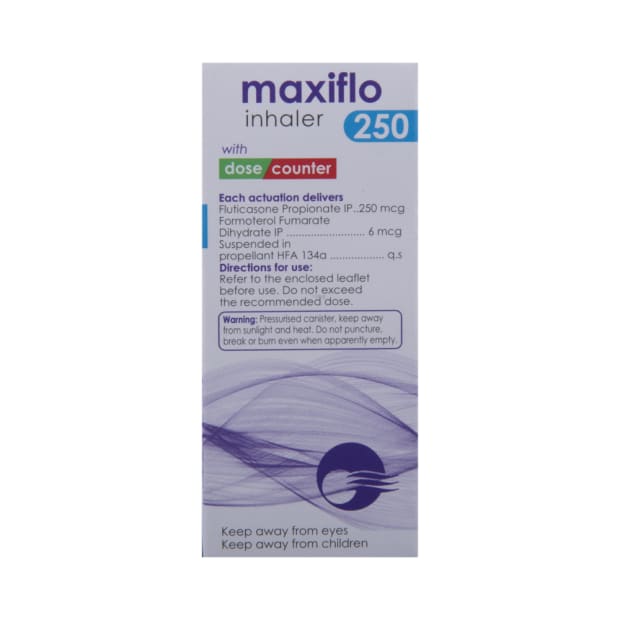 maxiflo
inhaler
250
with
dose counter
Each actuation delivers
Fluticasone Propionate IP..250 mcg
Formoterol Fumarate
Dihydrate IP .......................... 6 mcg
Suspended in
propellant HFA 134a .................. q.s
Directions for use:
Refer to the enclosed leaflet
before use. Do not exceed
the recommended dose.
Warning: Pressurised canister, keep away
from sunlight and heat. Do not puncture,
break or burn even when apparently empty.
Keep away from eyes
Keep away from children